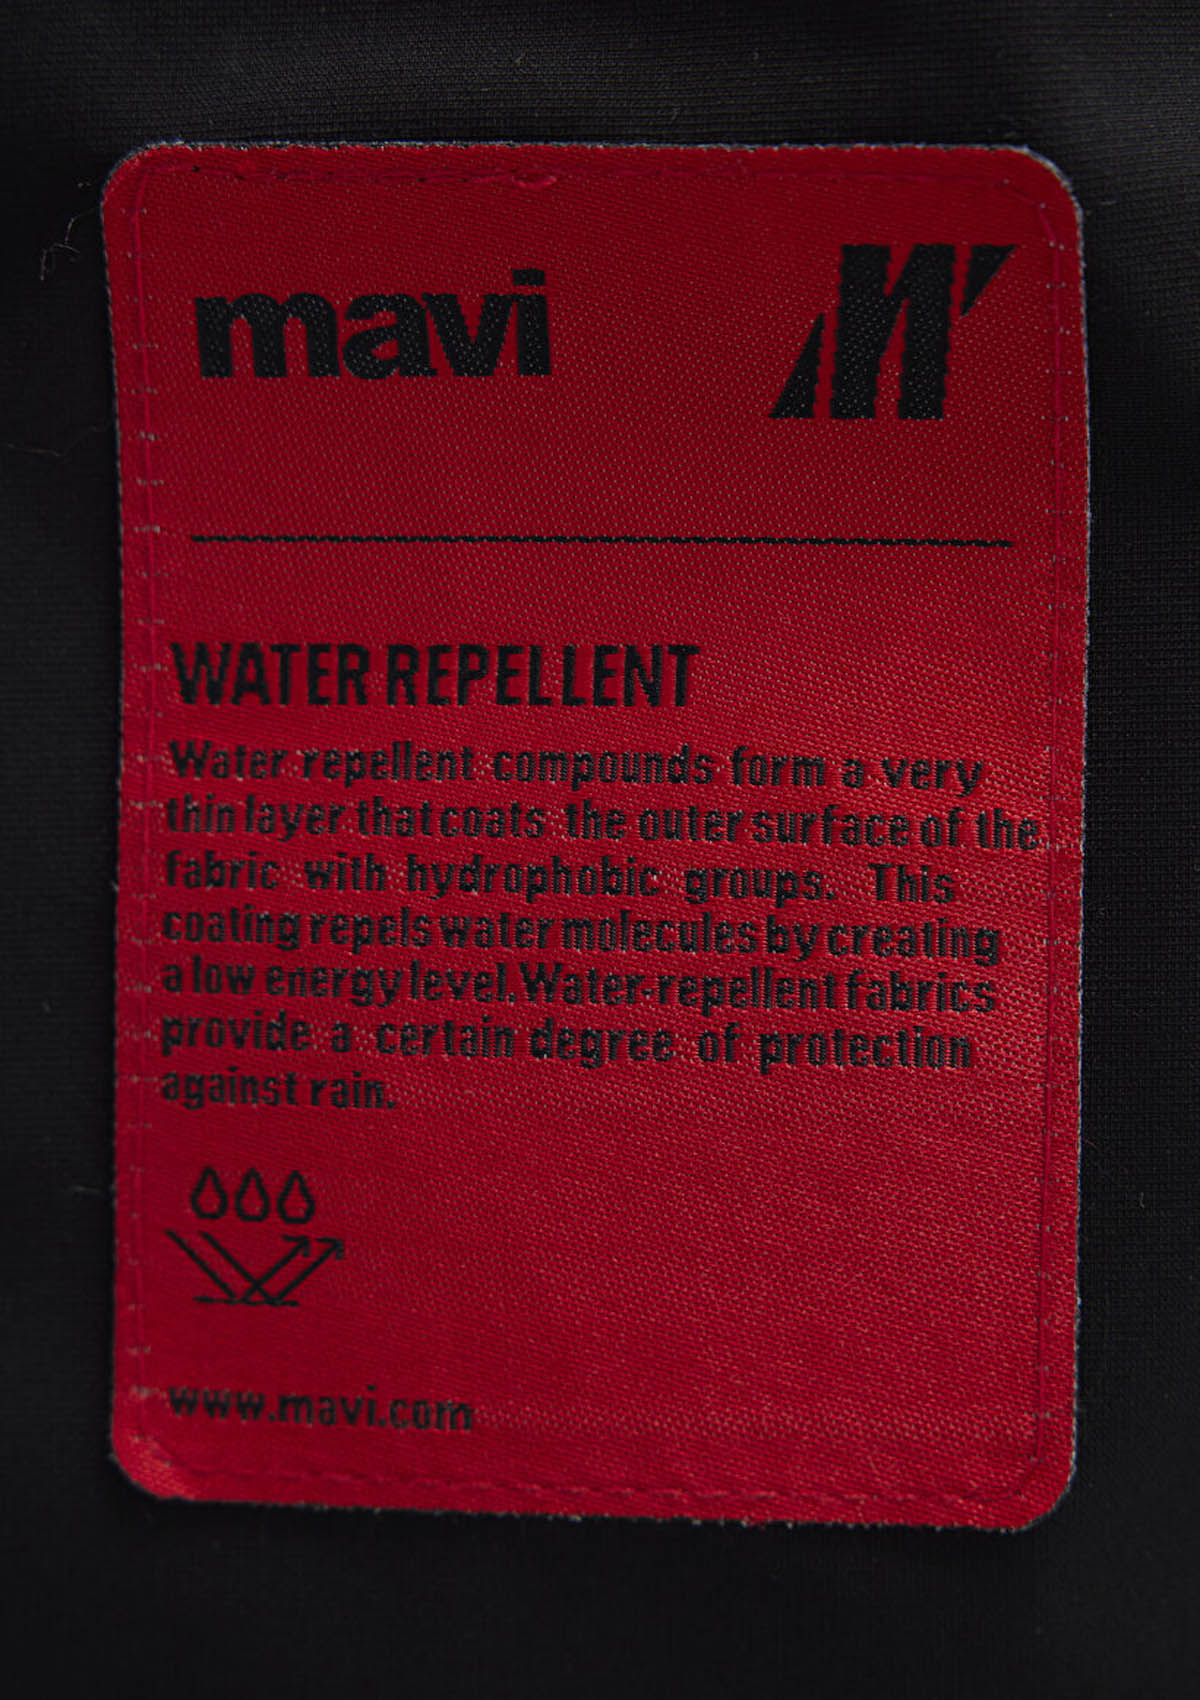 mavi
WATER REPELLENT
Water repellent compounds form a very
thin layer that coats the outer surface of the
fabric with hydrophobic groups. This
coating repels water molecules by creating
a low energy level. Water-repellent fabrics
provide a certain degree of protection
against rain.
www.mavi.com